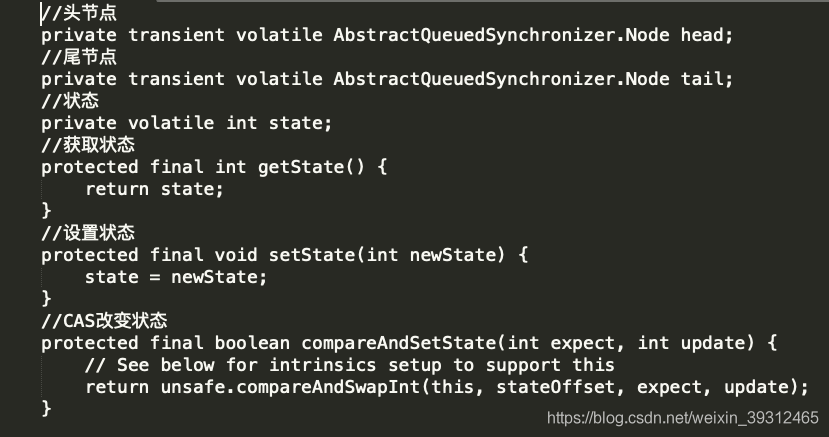 //头节点
private transient volatile AbstractQueuedSynchronizer.Node head;
//尾节点
private transient volatile AbstractQueuedSynchronizer.Node tail;
//状态
private volatile int state;
//获取状态
protected final int getState() {
    return state;
}
//设置状态
protected final void setState(int newState) {
    state = newState;
}
//CAS改变状态
protected final boolean compareAndSetState(int expect, int update) {
    // See below for intrinsics setup to support this
    return unsafe.compareAndSwapInt(this, stateOffset, expect, update);
}
https://blog.csdn.net/weixin_39312465